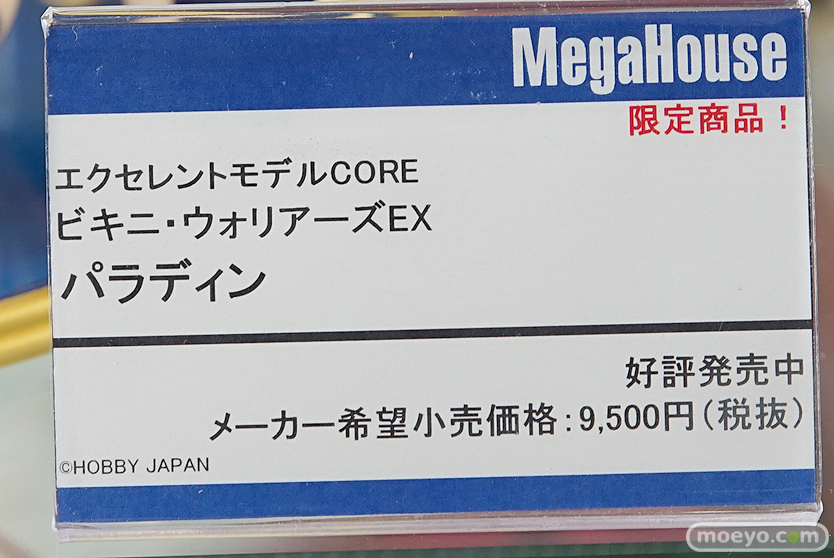 MegaHouse
限定商品！
エクセレントモデルCORE
ビキニ・ウォリアーズEX
パラディン
好評発売中
メーカー希望小売価格：9,500円（税抜）
©HOBBY JAPAN
moeyo.com